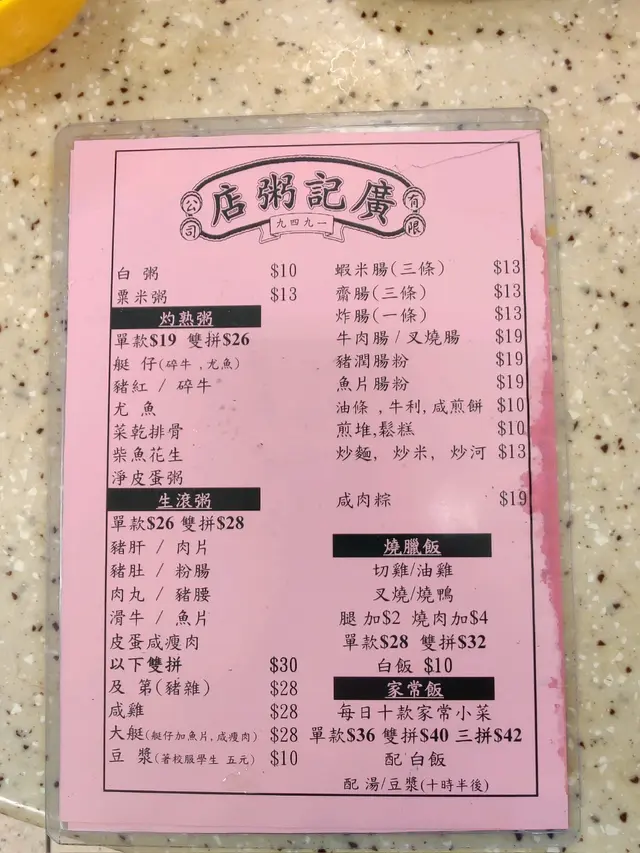 廣記粥店
有限
公司
一九四九
白粥 $10
粟米粥 $13
灼熟粥
單款$19 雙拼$26
艇 仔(碎牛 ,尤魚)
豬紅 / 碎牛
尤 魚
菜乾排骨
柴魚花生
淨皮蛋粥
生滾粥
單款$26 雙拼$28
豬肝 / 肉片
豬肚 / 粉腸
肉丸 / 豬腰
滑牛 / 魚片
皮蛋咸瘦肉
以下雙拼 $30
及 第(豬雜) $28
咸雞 $28
大艇(艇仔加魚片,咸瘦肉) $28
豆 漿(著校服學生 五元) $10
蝦米腸(三條) $13
齋腸(三條) $13
炸腸(一條) $13
牛肉腸/叉燒腸 $19
豬潤腸粉 $19
魚片腸粉 $19
油條 ,牛利,咸煎餅 $10
煎堆,鬆糕 $10
炒麵, 炒米, 炒河 $13
咸肉粽 $19
燒臘飯
切雞/油雞
叉燒/燒鴨
腿加$2 燒肉加$4
單款$28 雙拼$32
白飯 $10
家常飯
每日十款家常小菜
單款$36 雙拼$40 三拼$42
配 白飯
配 湯/豆漿(十時半後)